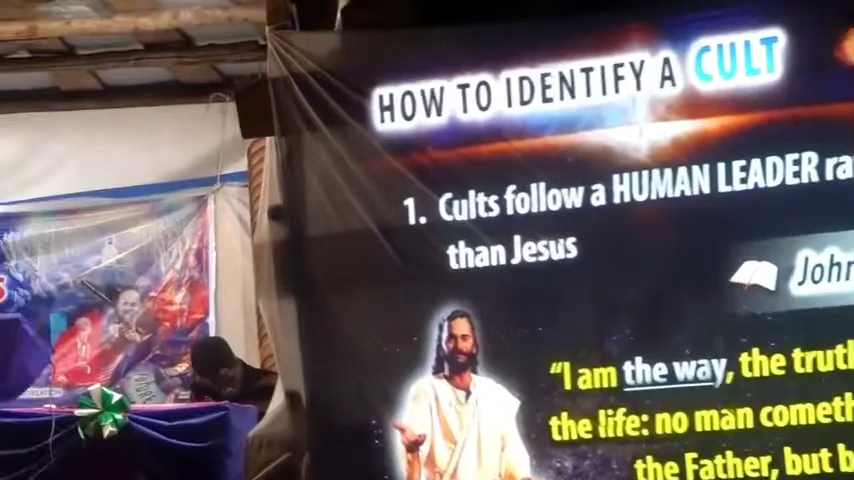 HOW TO IDENTIFY A CULT
1. Cults follow a HUMAN LEADER ra
than Jesus
John
"I am the way, the truth
the life: no man cometh
the Father, but b